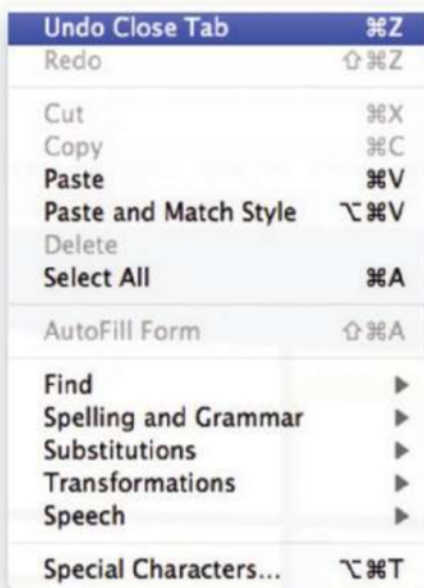 Undo Close Tab ⌘Z
Redo ⇧⌘Z
Cut ⌘X
Copy ⌘C
Paste ⌘V
Paste and Match Style ⌥⌘V
Delete
Select All ⌘A
AutoFill Form ⇧⌘A
Find ▶
Spelling and Grammar ▶
Substitutions ▶
Transformations ▶
Speech ▶
Special Characters... ⌥⌘T